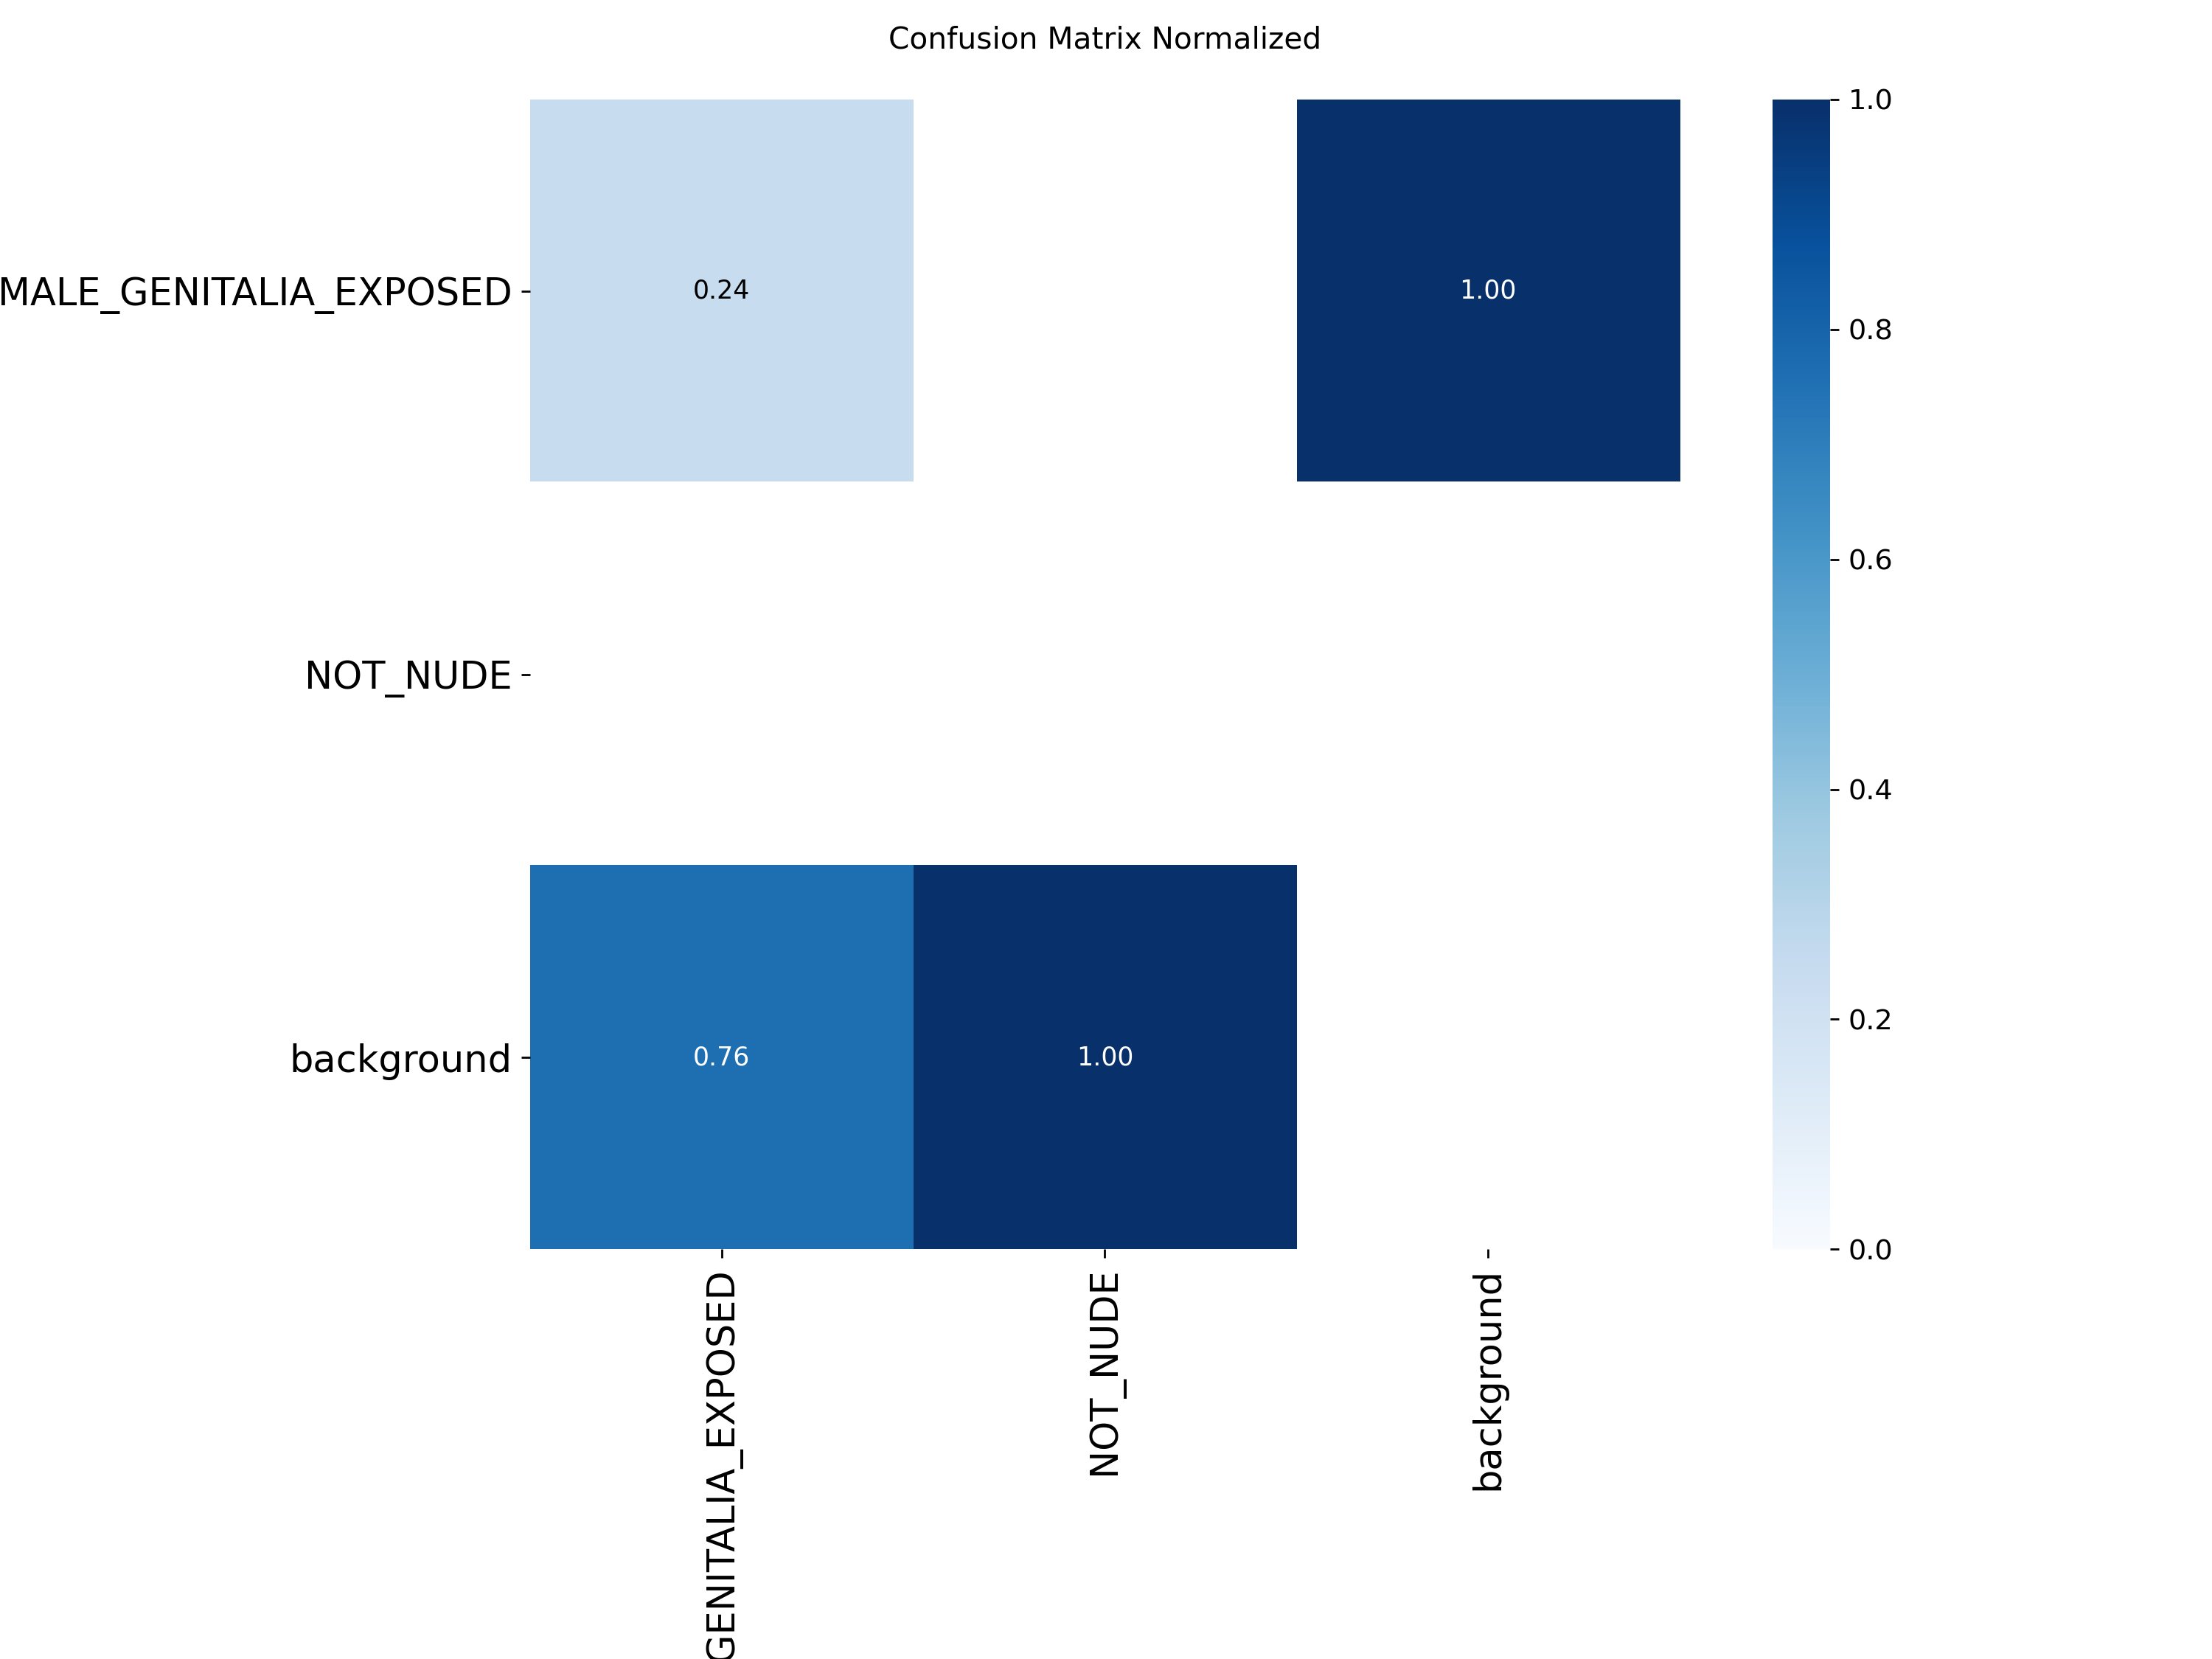 Confusion Matrix Normalized
1.0
MALE_GENITALIA_EXPOSED
0.24
1.00
0.8
NOT_NUDE
0.6
0.4
background
0.76
1.00
0.2
0.0
GENITALIA_EXPOSED
NOT_NUDE
background